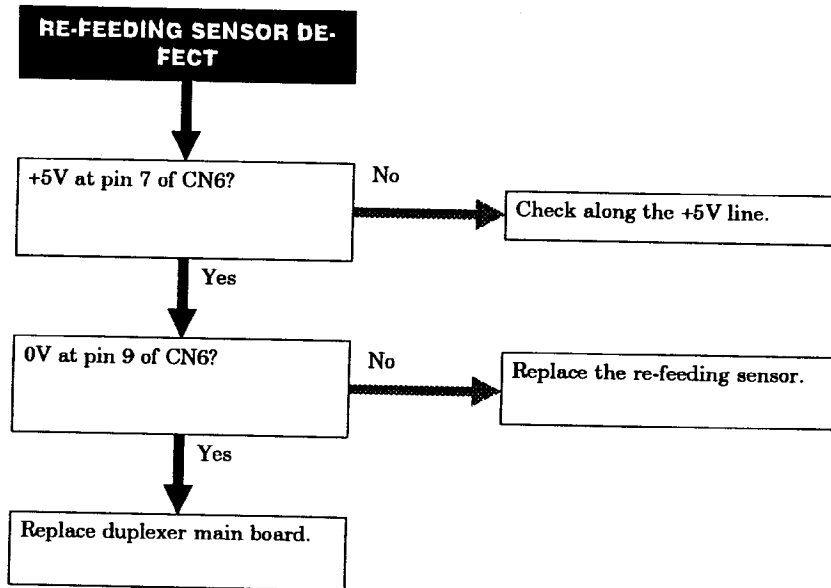 RE-FEEDING SENSOR DE-
FECT
+5V at pin 7 of CN6?
No
Check along the +5V line.
Yes
0V at pin 9 of CN6?
No
Replace the re-feeding sensor.
Yes
Replace duplexer main board.